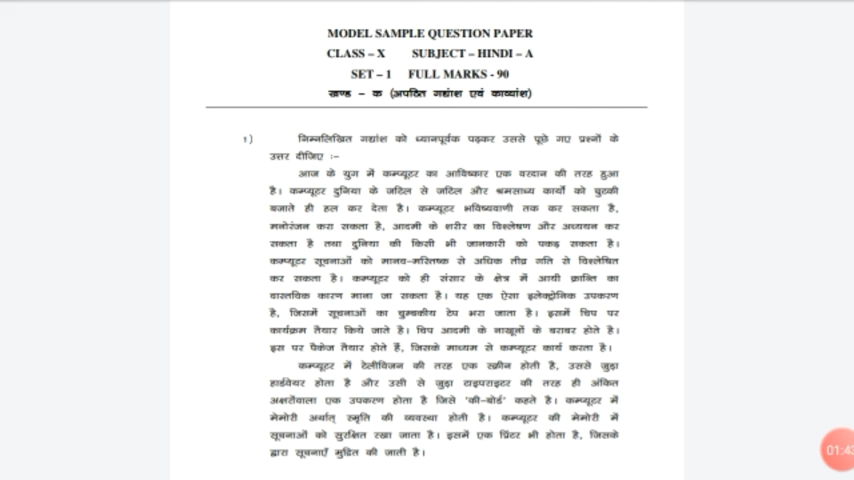 MODEL SAMPLE QUESTION PAPER
CLASS – X SUBJECT – HINDI – A
SET – 1 FULL MARKS - 90
खण्ड – क (अपठित गद्यांश एवं काव्यांश)
१) निम्नलिखित गद्यांश को ध्यानपूर्वक पढ़कर उससे पूछे गए प्रश्नों के
उत्तर दीजिए :–
आज के युग में कम्प्यूटर का आविष्कार एक वरदान की तरह हुआ
है। कम्प्यूटर दुनिया के जटिल से जटिल और श्रमसाध्य कार्यों को चुटकी
बजाते ही हल कर देता है। कम्प्यूटर भविष्यवाणी तक कर सकता है,
मनोरंजन करा सकता है, आदमी के शरीर का विश्लेषण और अध्ययन कर
सकता है तथा दुनिया की किसी भी जानकारी को पकड़ सकता है।
कम्प्यूटर सूचनाओं को मानव–मस्तिष्क से अधिक तीव्र गति से विश्लेषित
कर सकता है। कम्प्यूटर को ही संसार के क्षेत्र में आयी क्रान्ति का
वास्तविक कारण माना जा सकता है। यह एक ऐसा इलेक्ट्रोनिक उपकरण
है, जिसमें सूचनाओं का चुम्बकीय टेप भरा जाता है। इसमें चिप पर
कार्यक्रम तैयार किये जाते है। चिप आदमी के नाखूनों के बराबर होते है।
इस पर पैकेज तैयार होते हैं, जिसके माध्यम से कम्प्यूटर कार्य करता है।
कम्प्यूटर में टेलीविजन की तरह एक स्क्रीन होती है, उससे जुड़ा
हार्डवेयर होता है और उसी से जुड़ा टाइपराइटर की तरह ही अंकित
अक्षरोंवाला एक उपकरण होता है जिसे 'की–बोर्ड' कहते है। कम्प्यूटर में
मेमोरी अर्थात् स्मृति की व्यवस्था होती है। कम्प्यूटर की मेमोरी में
सूचनाओं को सुरक्षित रखा जाता है। इसमें एक प्रिंटर भी होता है, जिसके
द्वारा सूचनाएँ मुद्रित की जाती है।
01:43